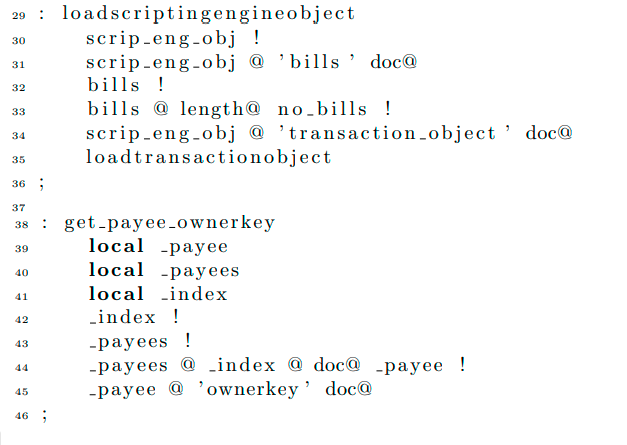 29 : loadscriptingengineobject
30 scrip_eng_obj !
31 scrip_eng_obj @ 'bills' doc@
32 bills !
33 bills @ length@ no_bills !
34 scrip_eng_obj @ 'transaction_object' doc@
35 loadtransactionobject
36 ;
37
38 : get_payee_ownerkey
39 local _payee
40 local _payees
41 local _index
42 _index !
43 _payees !
44 _payees @ _index @ doc@ _payee !
45 _payee @ 'ownerkey' doc@
46 ;